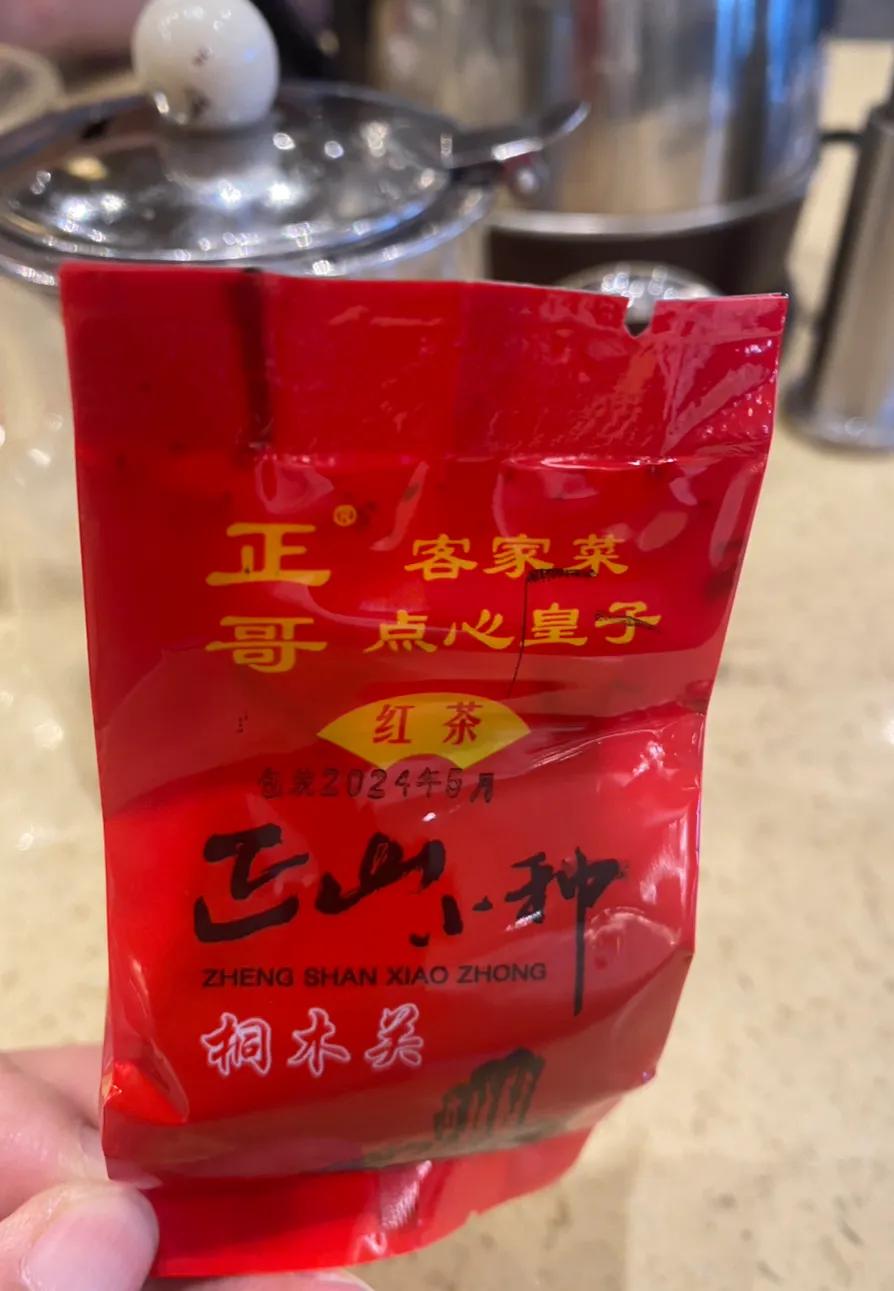 正® 客家菜
哥 点心皇子
红茶
包装2024年5月
正山小种
ZHENG SHAN XIAO ZHONG
桐木关